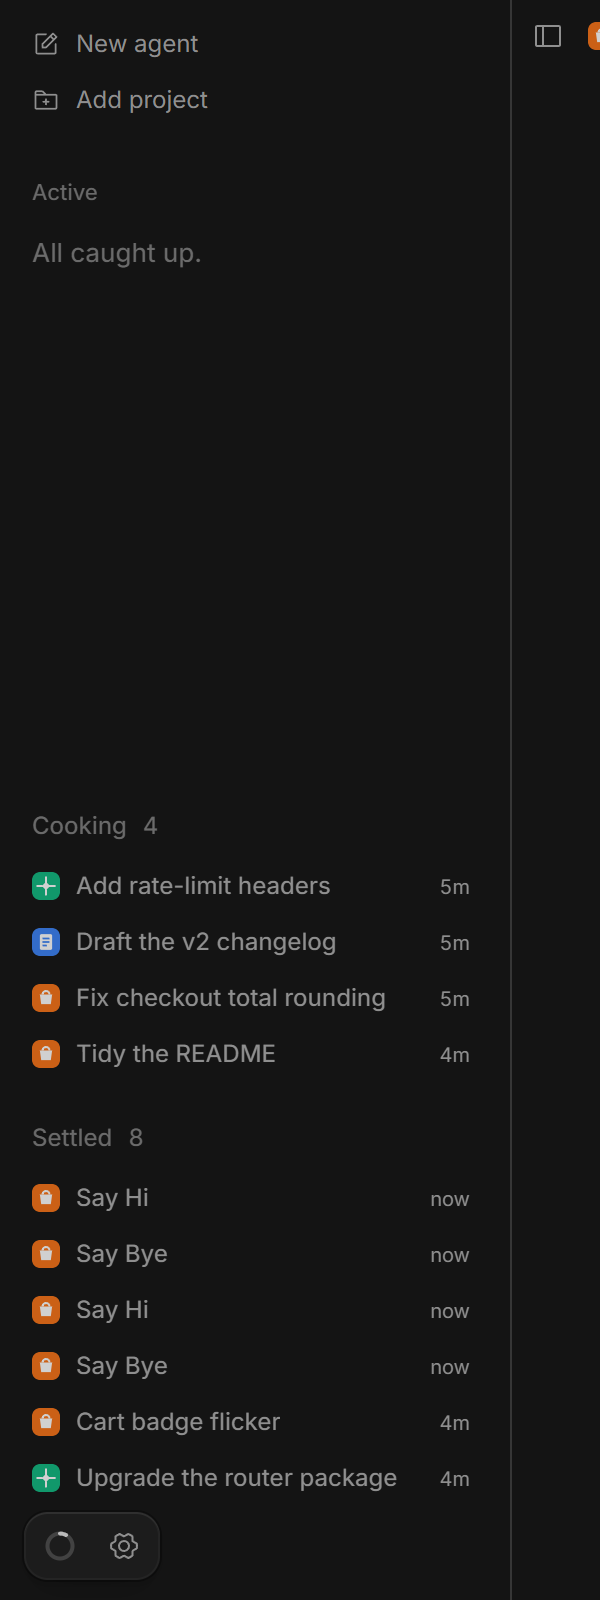 New agent
Add project
Active
All caught up.
Cooking 4
Add rate-limit headers 5m
Draft the v2 changelog 5m
Fix checkout total rounding 5m
Tidy the README 4m
Settled 8
Say Hi now
Say Bye now
Say Hi now
Say Bye now
Cart badge flicker 4m
Upgrade the router package 4m